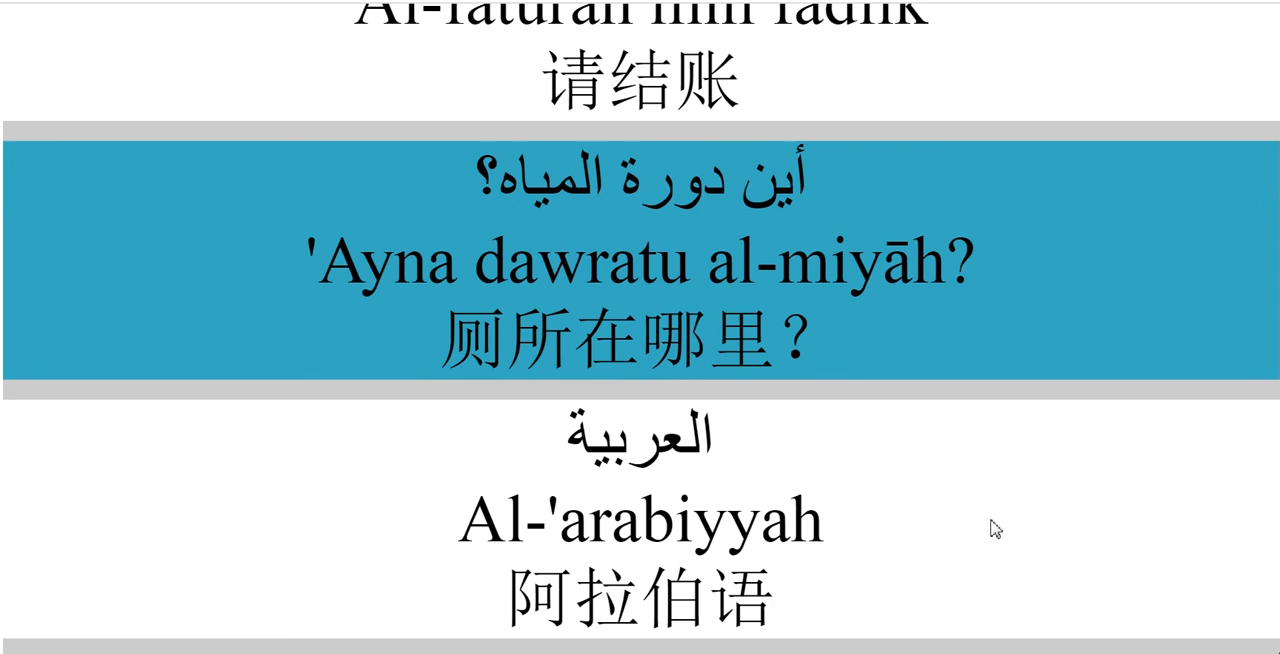 请结账
أين دورة المياه؟
'Ayna dawratu al-miyāh?
厕所在哪里？
العربية
Al-'arabiyyah
阿拉伯语